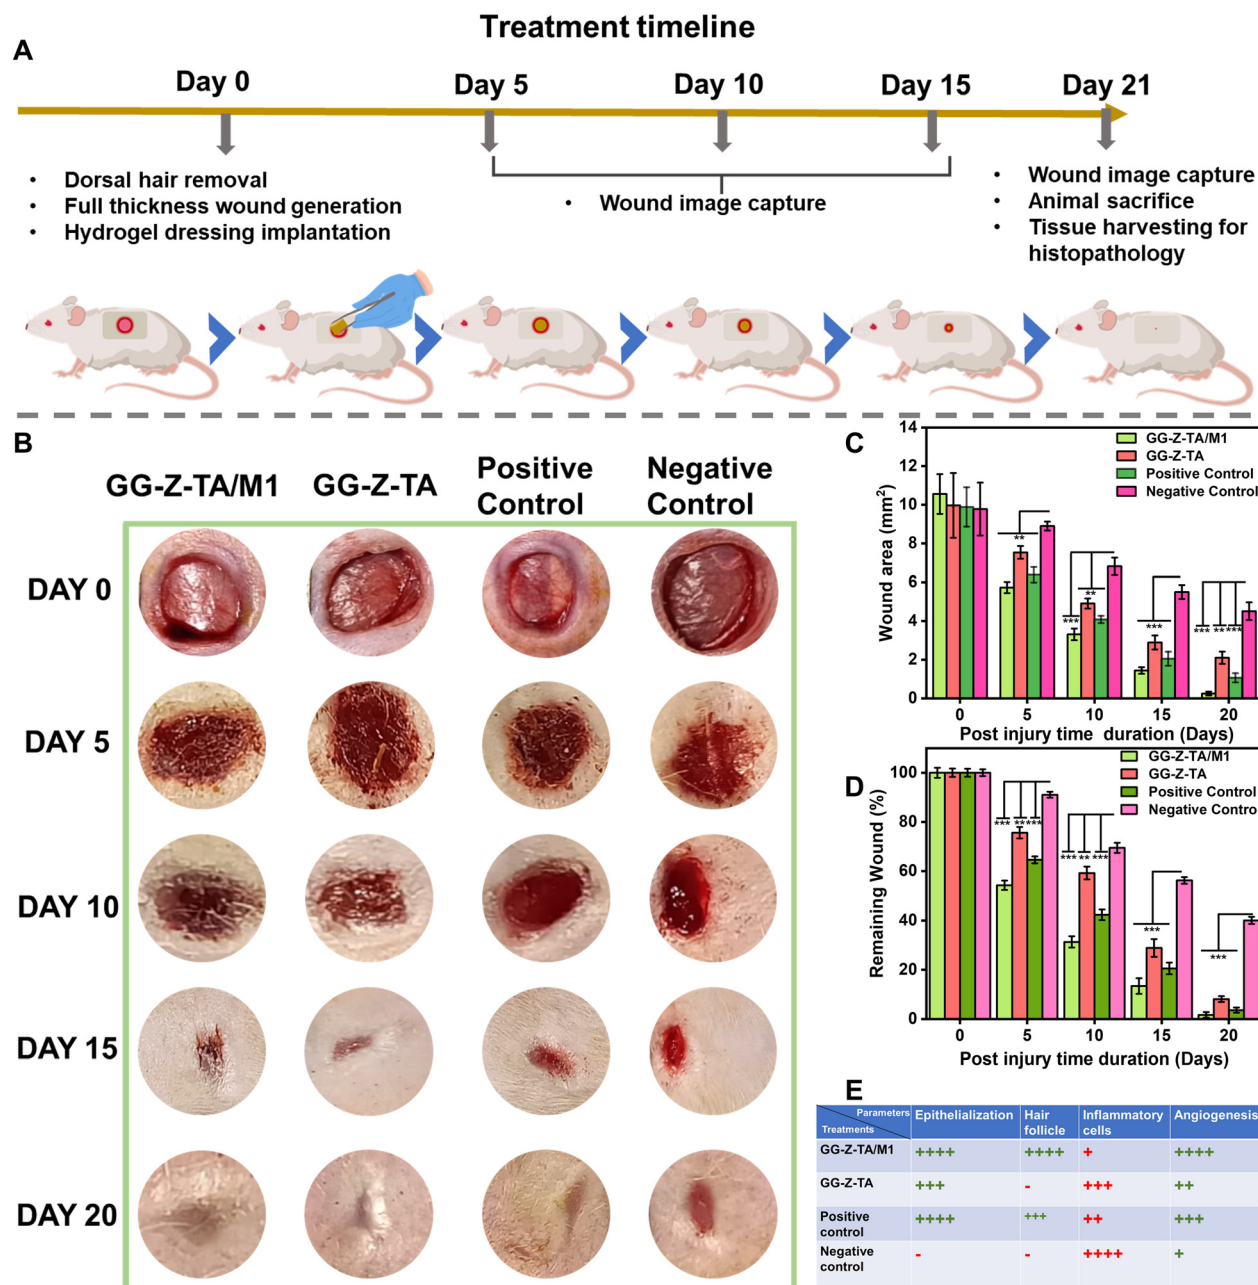 Treatment timeline
A
Day 0
Day 5
Day 10
Day 15
Day 21
• Dorsal hair removal
• Full thickness wound generation
• Hydrogel dressing implantation
• Wound image capture
• Wound image capture
• Animal sacrifice
• Tissue harvesting for
histopathology
B
GG-Z-TA/M1
GG-Z-TA
Positive
Control
Negative
Control
DAY 0
DAY 5
DAY 10
DAY 15
DAY 20
C
Wound area (mm²)
14
12
10
8
6
4
2
0
GG-Z-TA/M1
GG-Z-TA
Positive Control
Negative Control
**
***
**
***
***
**
***
0 5 10 15 20
Post injury time duration (Days)
D
Remaining Wound (%)
100
80
60
40
20
0
GG-Z-TA/M1
GG-Z-TA
Positive Control
Negative Control
***
**
***
***
**
***
***
***
0 5 10 15 20
Post injury time duration (Days)
E
Parameters
Treatments
Epithelialization
Hair
follicle
Inflammatory
cells
Angiogenesis
GG-Z-TA/M1 ++++ ++++ + ++++
GG-Z-TA +++ - +++ ++
Positive
control ++++ +++ ++ +++
Negative
control - - ++++ +